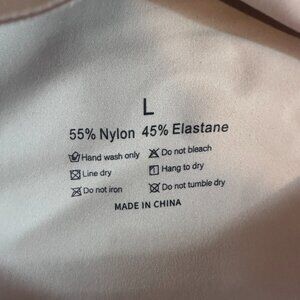 L
55% Nylon 45% Elastane
Hand wash only Do not bleach
Line dry Hang to dry
Do not iron Do not tumble dry
MADE IN CHINA